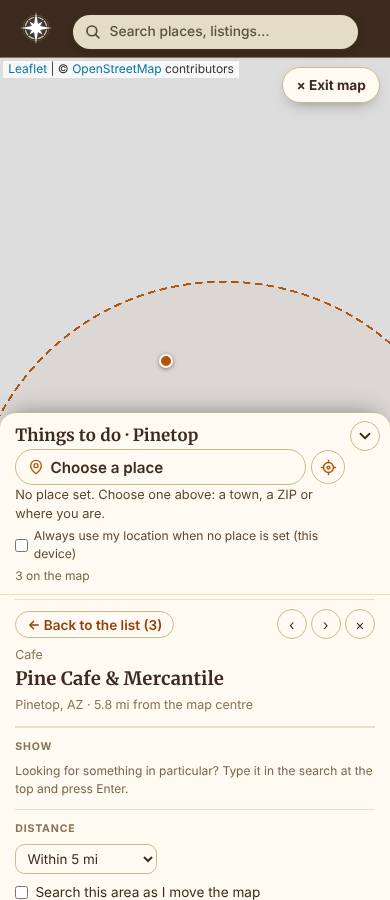 Search places, listings...
Leaflet | © OpenStreetMap contributors
× Exit map
Things to do · Pinetop
Choose a place
No place set. Choose one above: a town, a ZIP or
where you are.
Always use my location when no place is set (this
device)
3 on the map
← Back to the list (3)
‹ › ×
Cafe
Pine Cafe & Mercantile
Pinetop, AZ · 5.8 mi from the map centre
SHOW
Looking for something in particular? Type it in the search at the
top and press Enter.
DISTANCE
Within 5 mi
Search this area as I move the map